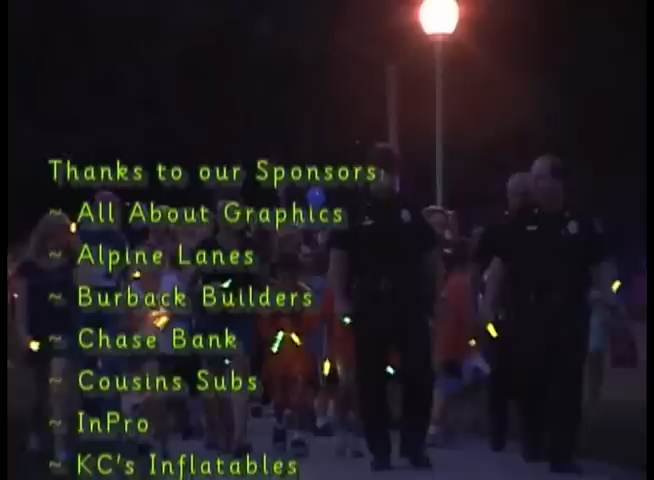 Thanks to our Sponsors:
~ All About Graphics
~ Alpine Lanes
~ Burback Builders
~ Chase Bank
~ Cousins Subs
~ InPro
~ KC's Inflatables